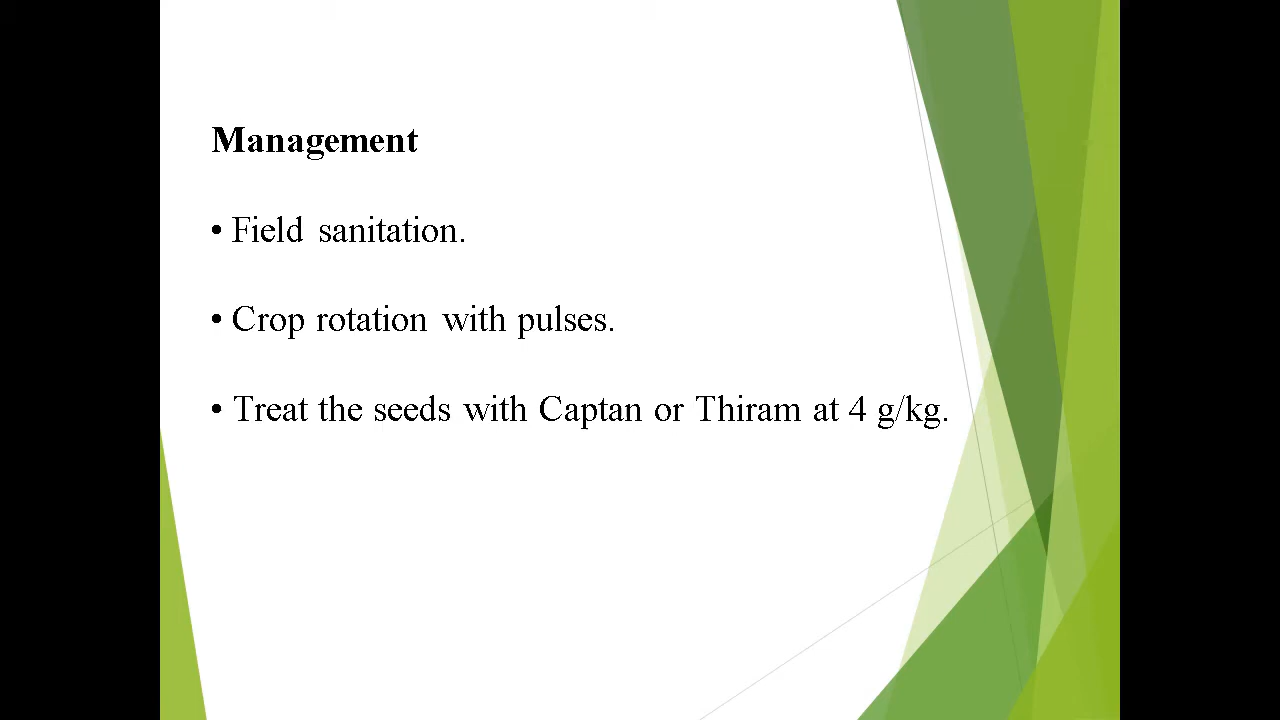 Management
• Field sanitation.
• Crop rotation with pulses.
• Treat the seeds with Captan or Thiram at 4 g/kg.